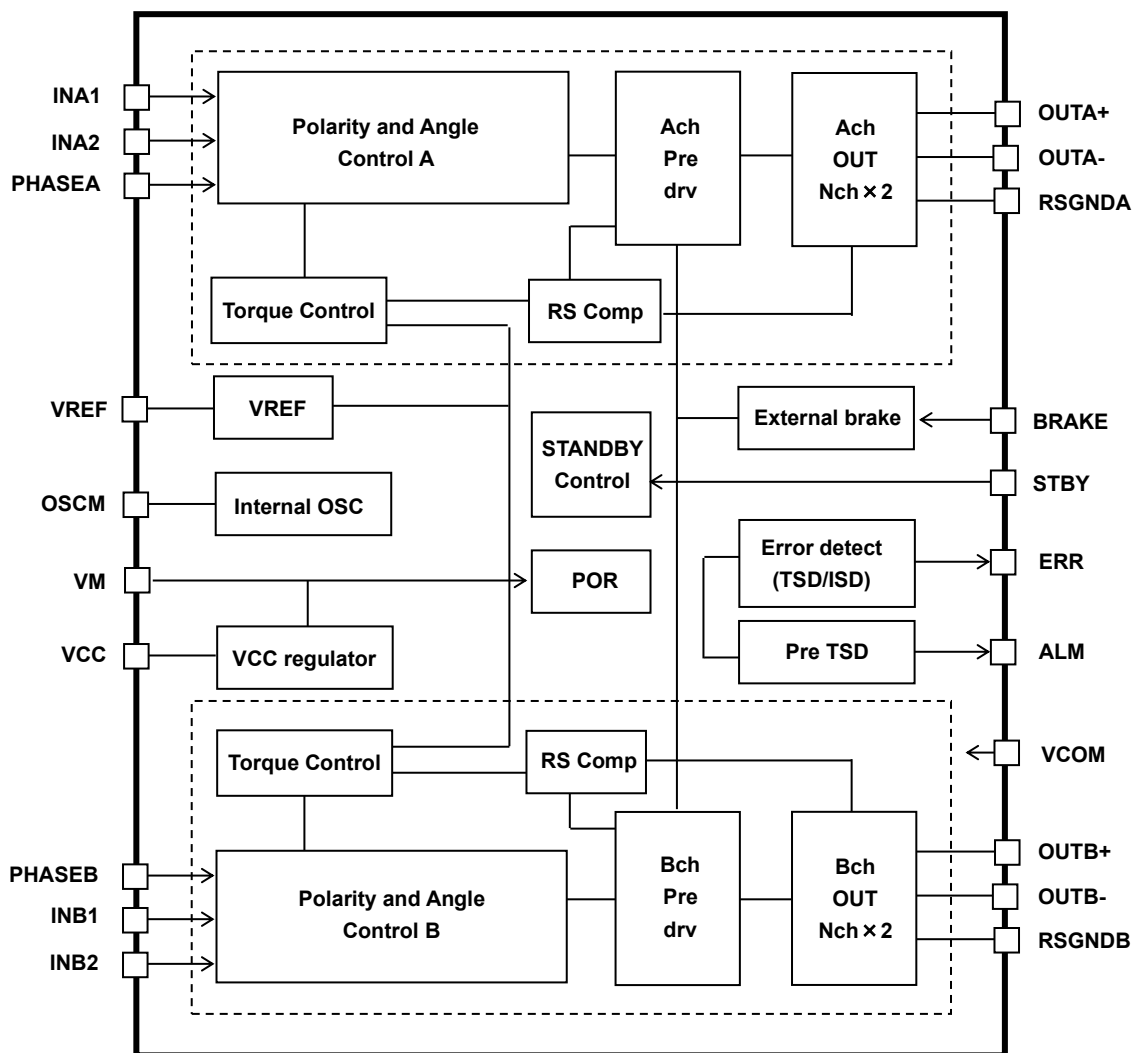 INA1
INA2
PHASEA
Polarity and Angle
Control A
Ach
Pre
drv
Ach
OUT
Nch × 2
OUTA+
OUTA-
RSGNDA
Torque Control
RS Comp
VREF
VREF
External brake
BRAKE
STANDBY
Control
STBY
OSCM
Internal OSC
Error detect
(TSD/ISD)
ERR
VM
POR
VCC
VCC regulator
Pre TSD
ALM
Torque Control
RS Comp
VCOM
PHASEB
INB1
INB2
Polarity and Angle
Control B
Bch
Pre
drv
Bch
OUT
Nch × 2
OUTB+
OUTB-
RSGNDB